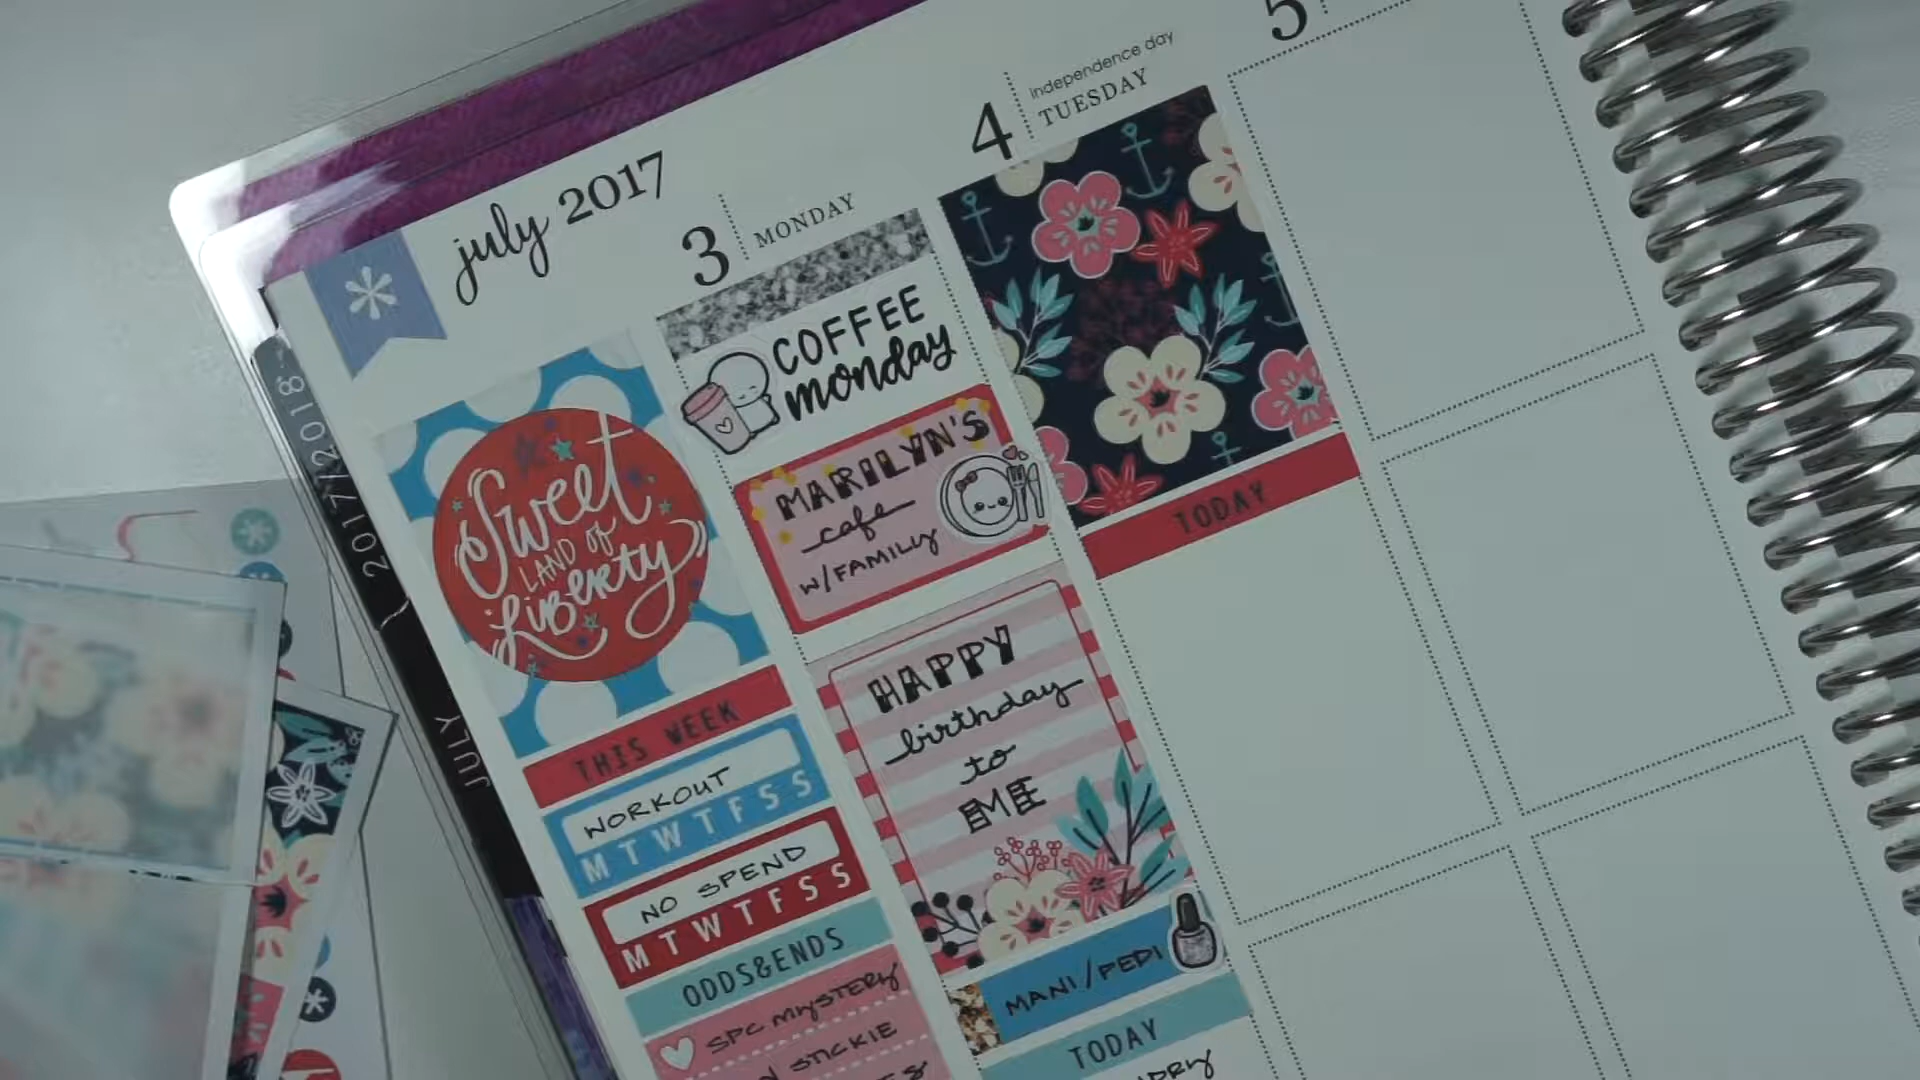 july 2017
3
MONDAY
4
independence day
TUESDAY
5
2017/2018
JULY
Sweet
LAND of
Liberty
THIS WEEK
WORKOUT
M T W T F S S
NO SPEND
M T W T F S S
ODDS&ENDS
SPC MYSTERY
STICKIE
COFFEE
monday
MARILYN'S
cafe
W/FAMILY
HAPPY
birthday
to
ME
MANI/PEDI
TODAY
TODAY